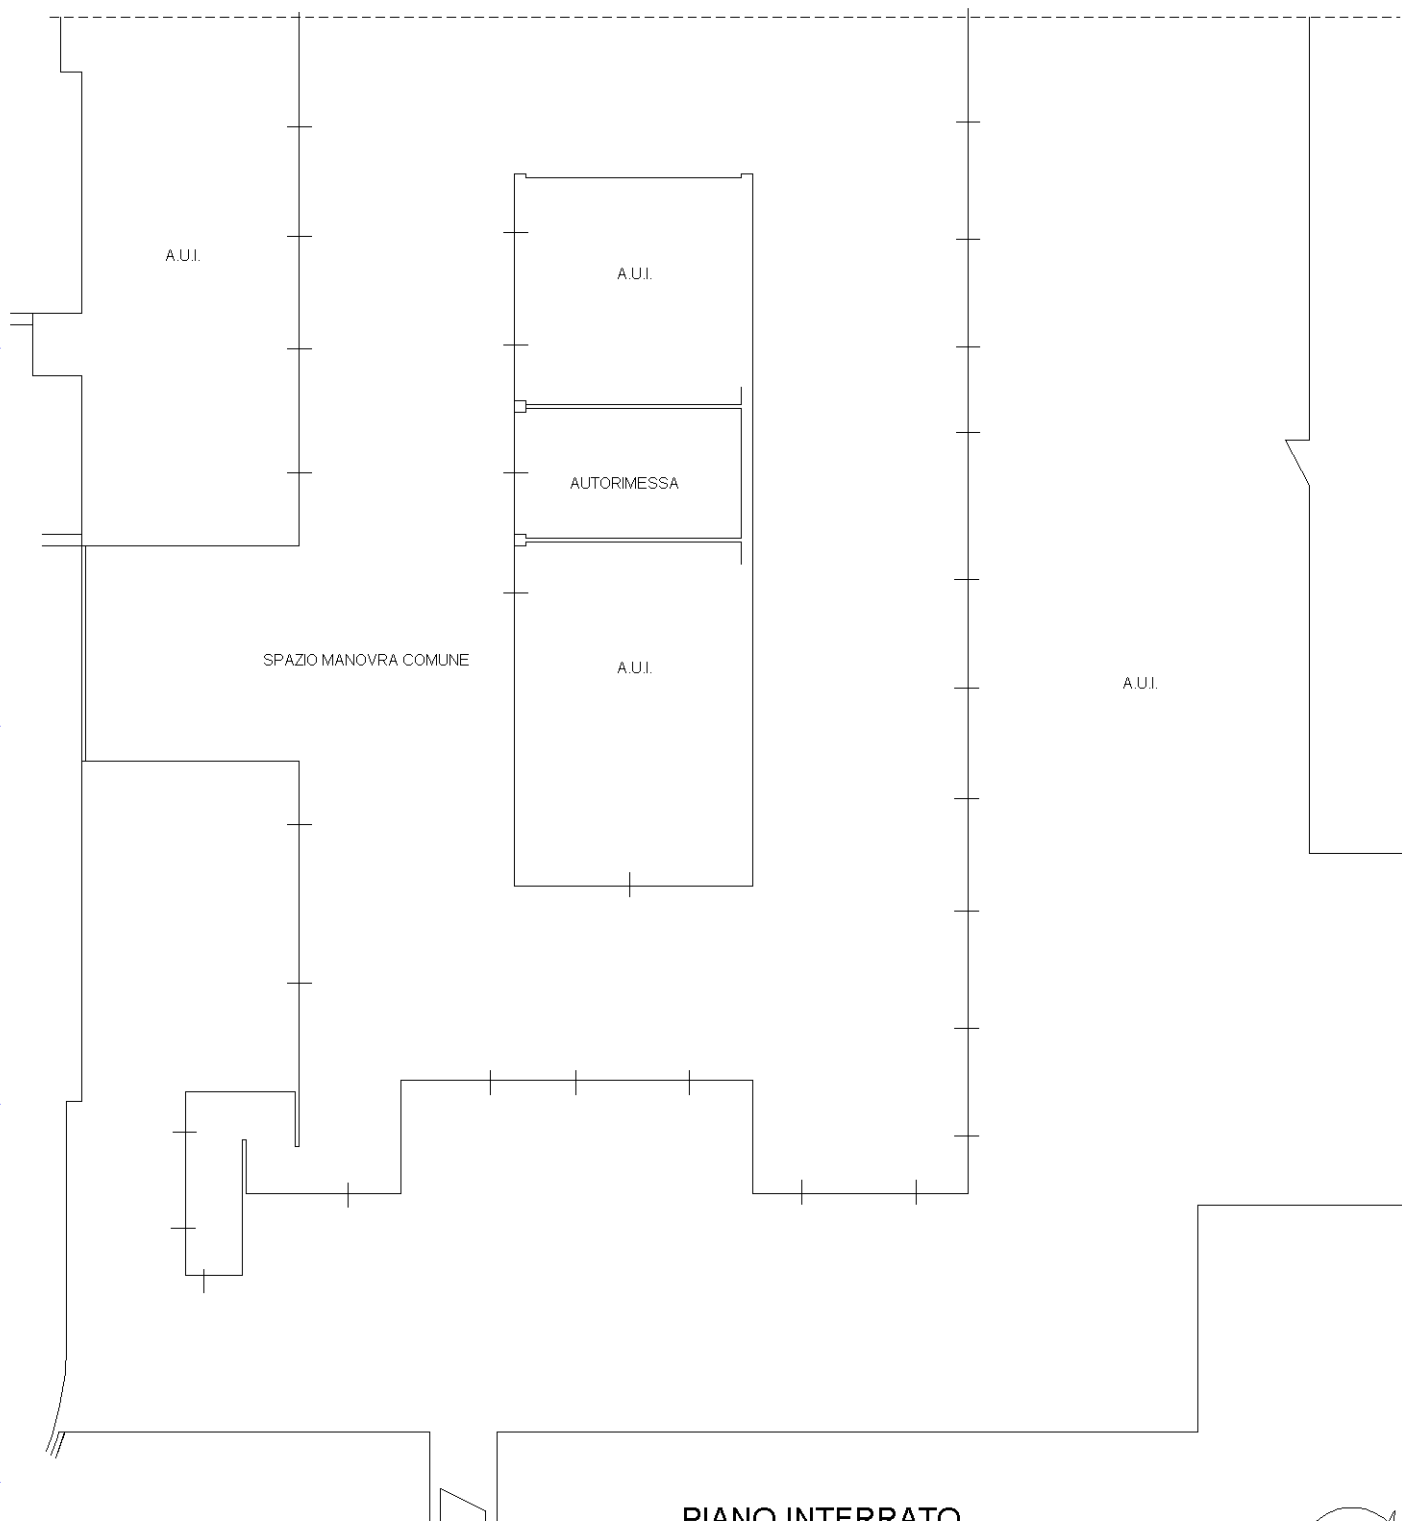 A.U.I.
A.U.I.
AUTORIMESSA
SPAZIO MANOVRA COMUNE
A.U.I.
A.U.I.
PIANO INTERRATO